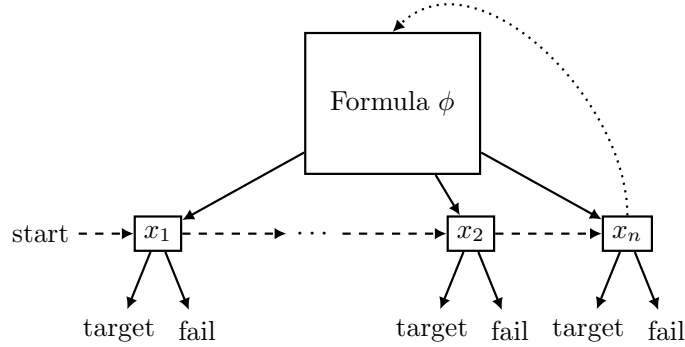 Formula ϕ
start x₁ ··· x₂ xₙ
target fail target fail target fail